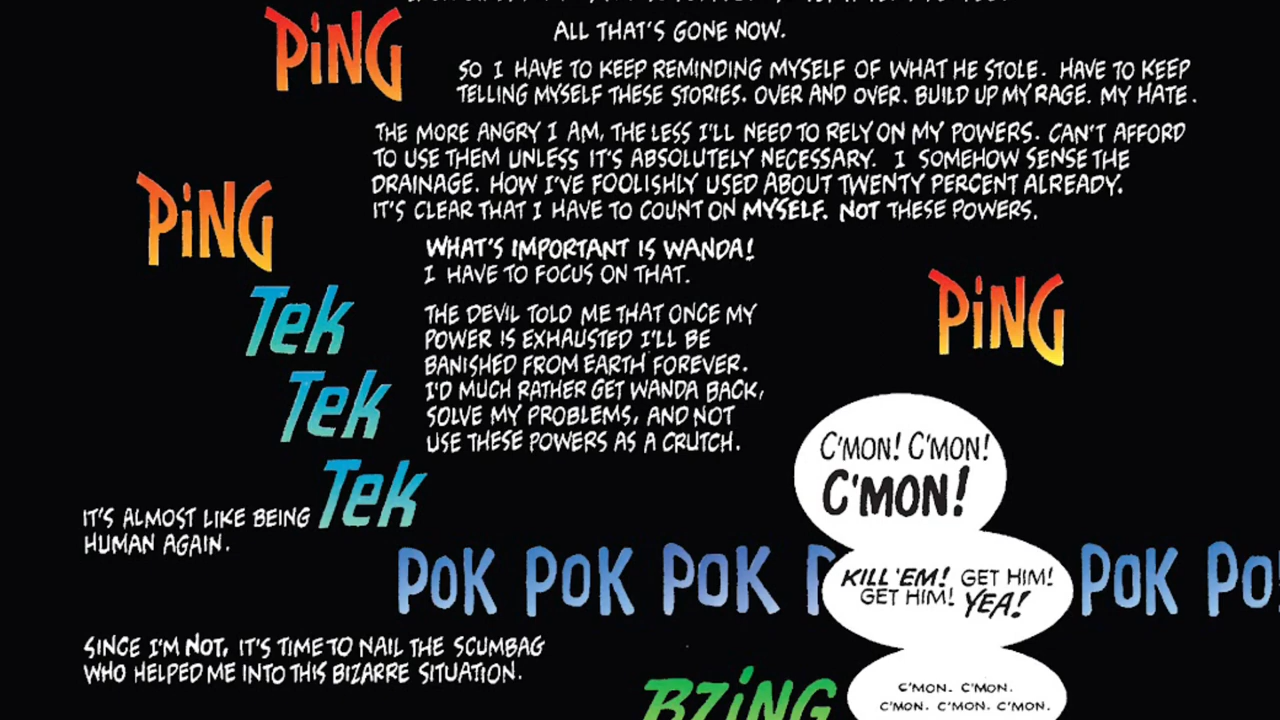 PING
ALL THAT'S GONE NOW.
SO I HAVE TO KEEP REMINDING MYSELF OF WHAT HE STOLE. HAVE TO KEEP
TELLING MYSELF THESE STORIES. OVER AND OVER. BUILD UP MY RAGE. MY HATE.
THE MORE ANGRY I AM, THE LESS I'LL NEED TO RELY ON MY POWERS. CAN'T AFFORD
TO USE THEM UNLESS IT'S ABSOLUTELY NECESSARY. I SOMEHOW SENSE THE
DRAINAGE. HOW I'VE FOOLISHLY USED ABOUT TWENTY PERCENT ALREADY.
IT'S CLEAR THAT I HAVE TO COUNT ON MYSELF. NOT THESE POWERS.
PING
WHAT'S IMPORTANT IS WANDA!
I HAVE TO FOCUS ON THAT.
PING
Tek
THE DEVIL TOLD ME THAT ONCE MY
POWER IS EXHAUSTED I'LL BE
BANISHED FROM EARTH FOREVER.
I'D MUCH RATHER GET WANDA BACK,
SOLVE MY PROBLEMS, AND NOT
USE THESE POWERS AS A CRUTCH.
Tek
Tek
C'MON! C'MON!
C'MON!
IT'S ALMOST LIKE BEING
HUMAN AGAIN.
POK POK POK P
POK PO
KILL 'EM! GET HIM!
GET HIM! YEA!
SINCE I'M NOT, IT'S TIME TO NAIL THE SCUMBAG
WHO HELPED ME INTO THIS BIZARRE SITUATION.
BZING
C'MON. C'MON.
C'MON. C'MON. C'MON.